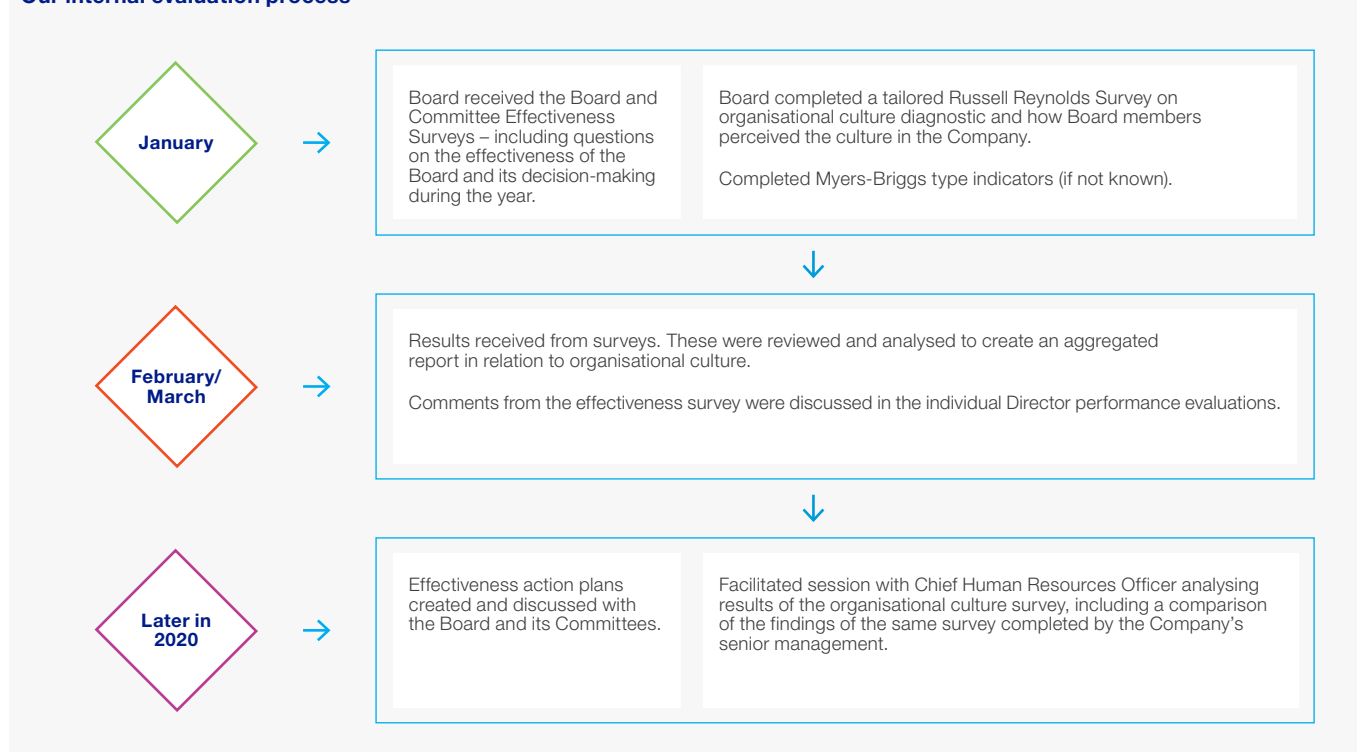 Our internal evaluation process
January
Board received the Board and
Committee Effectiveness
Surveys – including questions
on the effectiveness of the
Board and its decision-making
during the year.
Board completed a tailored Russell Reynolds Survey on
organisational culture diagnostic and how Board members
perceived the culture in the Company.
Completed Myers-Briggs type indicators (if not known).
February/
March
Results received from surveys. These were reviewed and analysed to create an aggregated
report in relation to organisational culture.
Comments from the effectiveness survey were discussed in the individual Director performance evaluations.
Later in
2020
Effectiveness action plans
created and discussed with
the Board and its Committees.
Facilitated session with Chief Human Resources Officer analysing
results of the organisational culture survey, including a comparison
of the findings of the same survey completed by the Company’s
senior management.